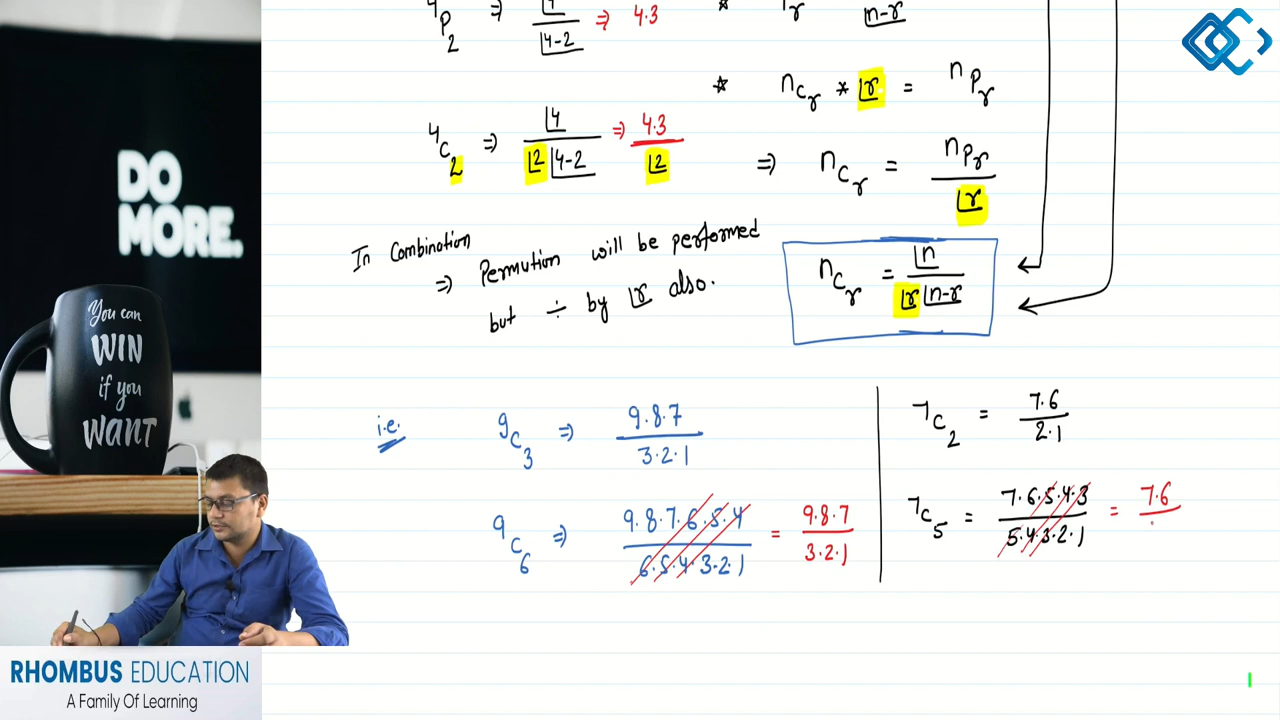 4P2 ⇒ ⌊4 / ⌊4-2 ⇒ 4·3
⌊n-r
* nCr * ⌊r = nPr
4C2 ⇒ ⌊4 / ⌊2 ⌊4-2 ⇒ 4·3 / ⌊2
⇒ nCr = nPr / ⌊r
In Combination
⇒ Permution will be performed
but ÷ by ⌊r also.
nCr = ⌊n / ⌊r ⌊n-r
i.e.
9C3 ⇒ 9·8·7 / 3·2·1
9C6 ⇒ 9·8·7·6·5·4 / 6·5·4·3·2·1 = 9·8·7 / 3·2·1
7C2 = 7·6 / 2·1
7C5 = 7·6·5·4·3 / 5·4·3·2·1 = 7·6
DO
MORE.
You can
WIN
if you
WANT
RHOMBUS EDUCATION
A Family Of Learning